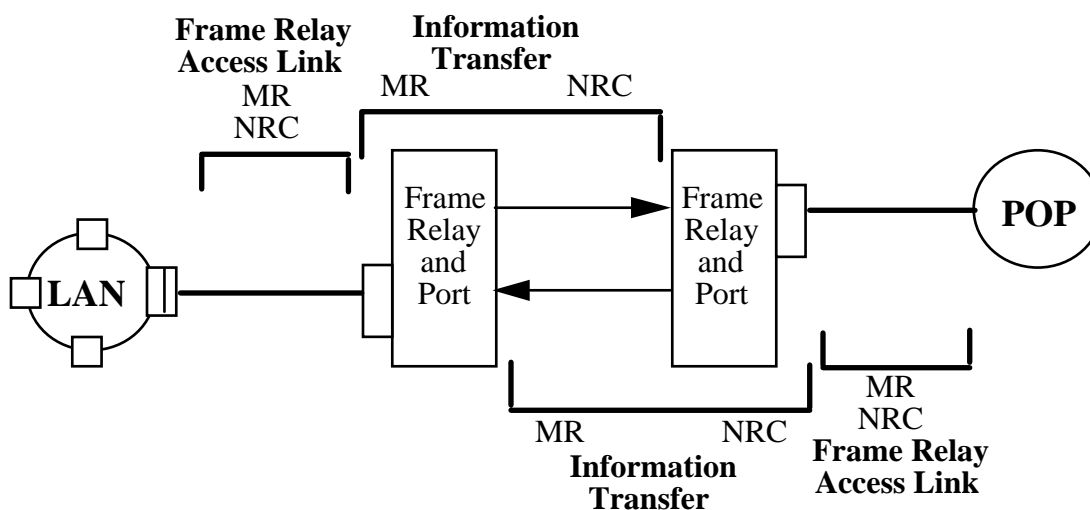 Frame Relay
Access Link
MR
NRC
Information
Transfer
MR NRC
Frame
Relay
and
Port
Frame
Relay
and
Port
LAN
POP
MR NRC
Information
Transfer
MR
NRC
Frame Relay
Access Link